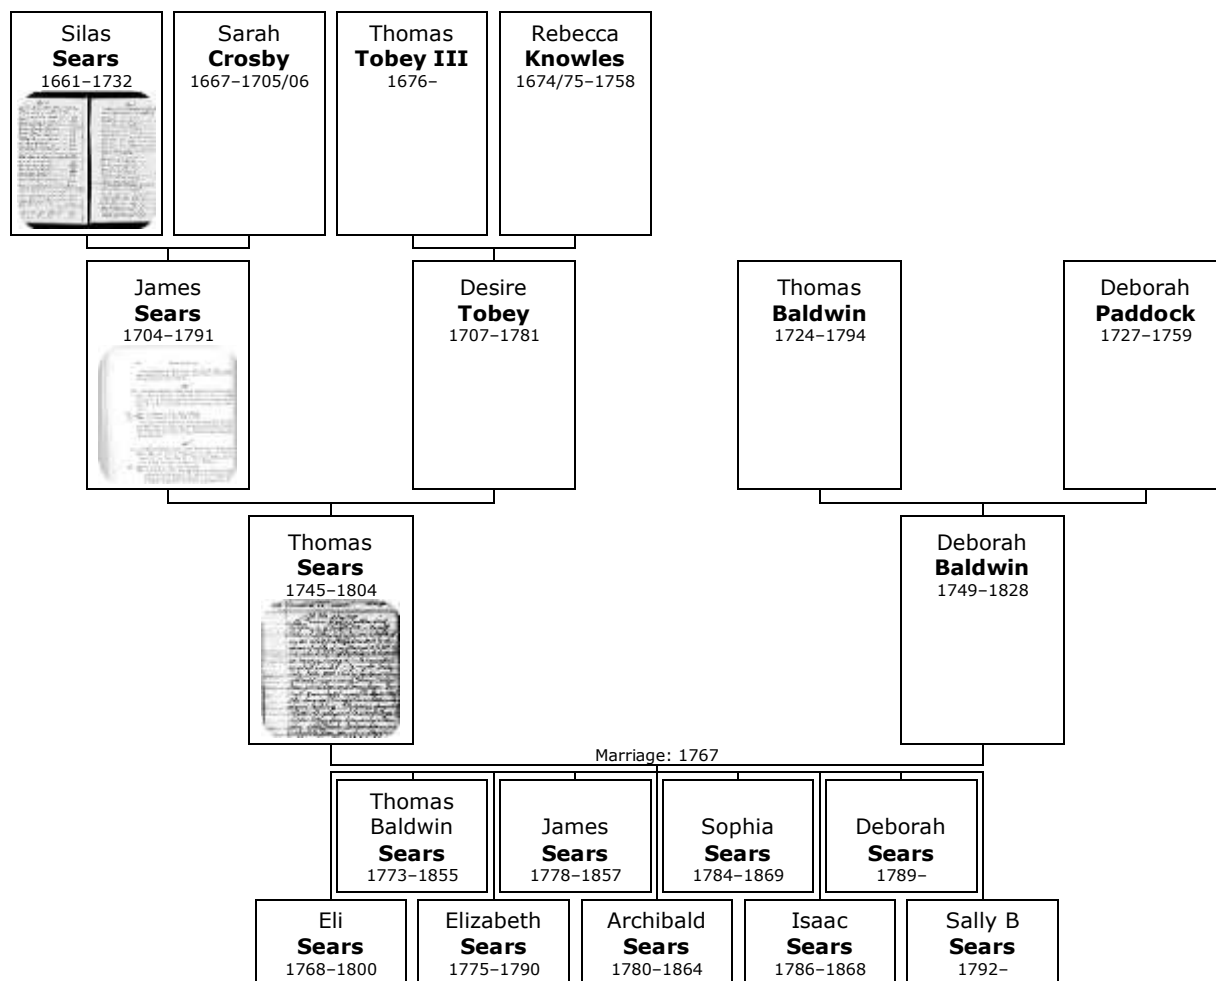 Silas
Sears
1661–1732
Sarah
Crosby
1667–1705/06
Thomas
Tobey III
1676–
Rebecca
Knowles
1674/75–1758
James
Sears
1704–1791
Desire
Tobey
1707–1781
Thomas
Baldwin
1724–1794
Deborah
Paddock
1727–1759
Thomas
Sears
1745–1804
Deborah
Baldwin
1749–1828
Marriage: 1767
Thomas
Baldwin
Sears
1773–1855
James
Sears
1778–1857
Sophia
Sears
1784–1869
Deborah
Sears
1789–
Eli
Sears
1768–1800
Elizabeth
Sears
1775–1790
Archibald
Sears
1780–1864
Isaac
Sears
1786–1868
Sally B
Sears
1792–